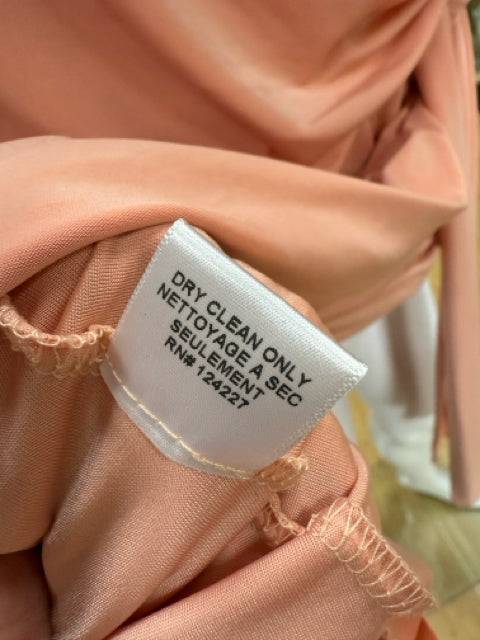 DRY CLEAN ONLY
NETTOYAGE A SEC
SEULEMENT
RN# 124227